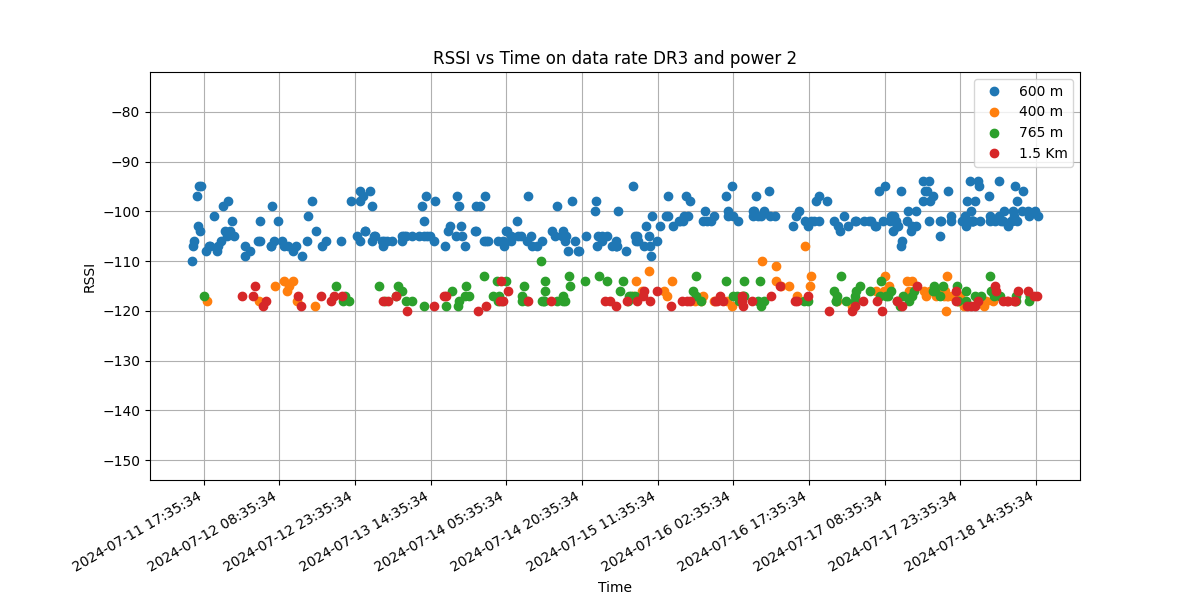 RSSI vs Time on data rate DR3 and power 2
600 m
400 m
765 m
1.5 Km
−80
−90
−100
−110
−120
−130
−140
−150
RSSI
2024-07-11 17:35:34
2024-07-12 08:35:34
2024-07-12 23:35:34
2024-07-13 14:35:34
2024-07-14 05:35:34
2024-07-14 20:35:34
2024-07-15 11:35:34
2024-07-16 02:35:34
2024-07-16 17:35:34
2024-07-17 08:35:34
2024-07-17 23:35:34
2024-07-18 14:35:34
Time